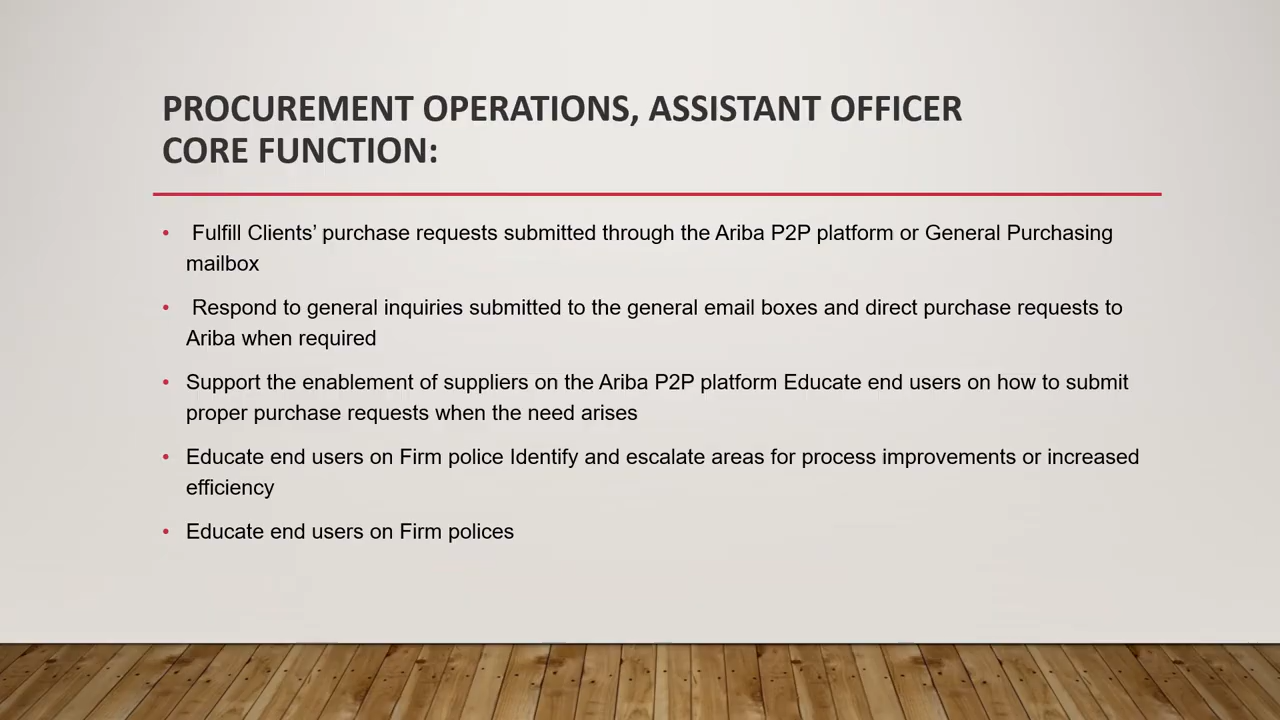 PROCUREMENT OPERATIONS, ASSISTANT OFFICER
CORE FUNCTION:
• Fulfill Clients’ purchase requests submitted through the Ariba P2P platform or General Purchasing
mailbox
• Respond to general inquiries submitted to the general email boxes and direct purchase requests to
Ariba when required
• Support the enablement of suppliers on the Ariba P2P platform Educate end users on how to submit
proper purchase requests when the need arises
• Educate end users on Firm police Identify and escalate areas for process improvements or increased
efficiency
• Educate end users on Firm polices